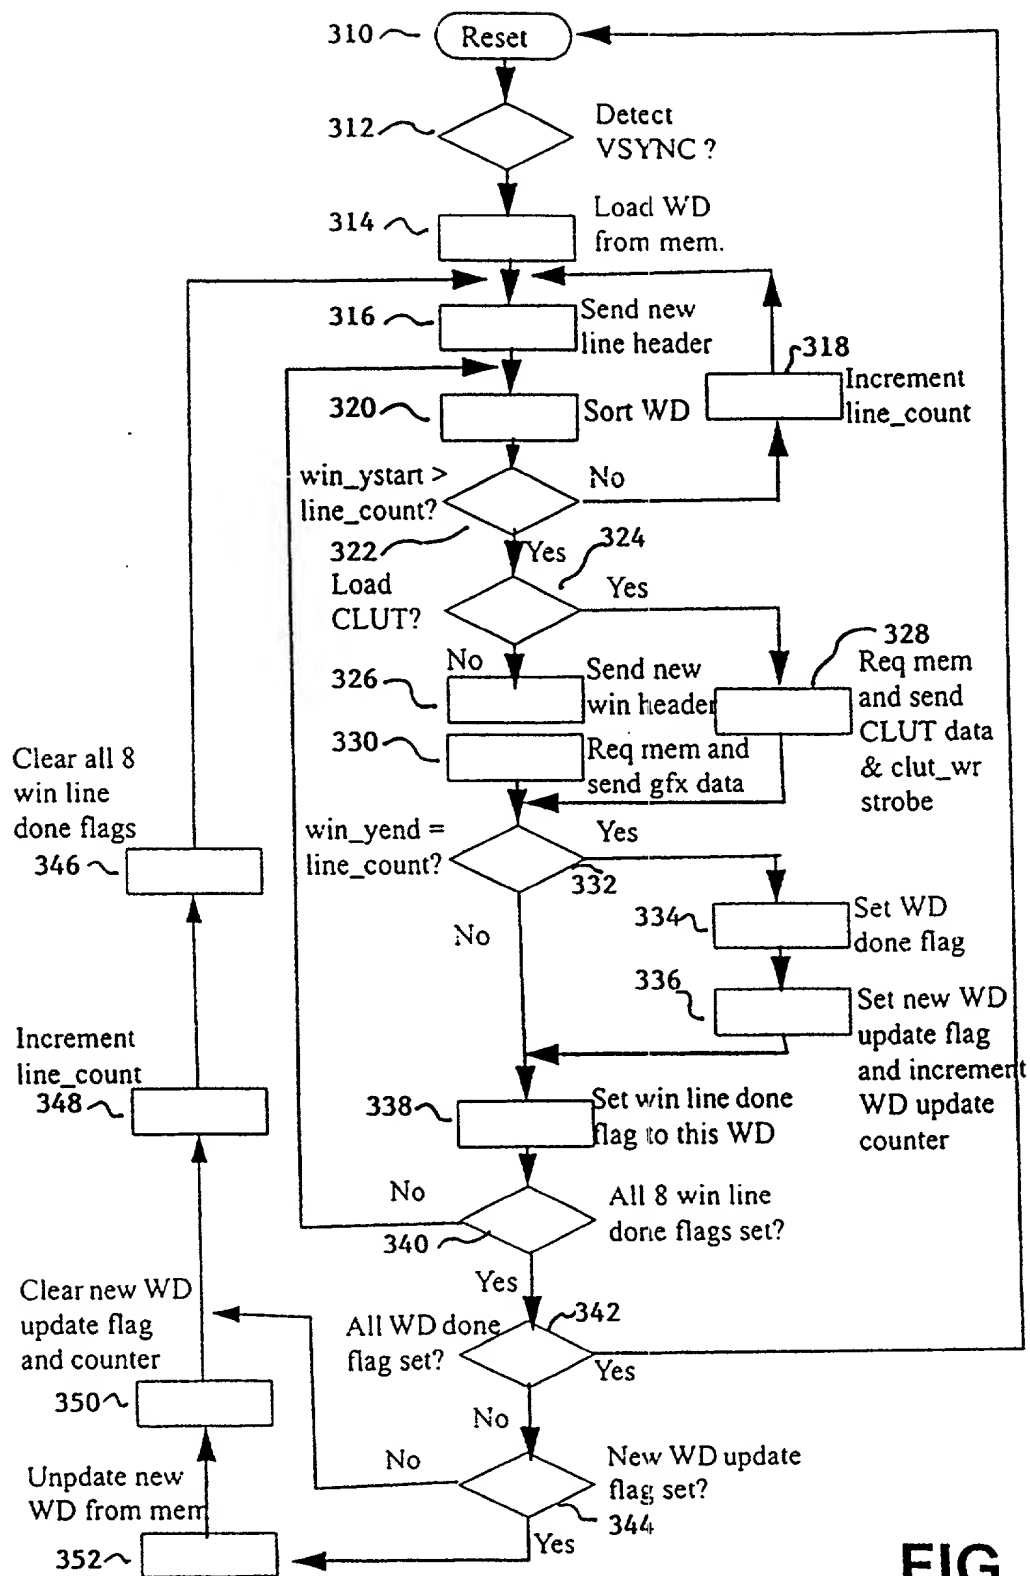 310
Reset
312
Detect
VSYNC ?
314
Load WD
from mem.
316
Send new
line header
318
Increment
line_count
320
Sort WD
win_ystart >
line_count?
No
322
Yes
324
Load
CLUT?
Yes
328
Req mem
and send
CLUT data
& clut_wr
strobe
No
326
Send new
win header
330
Req mem and
send gfx data
Clear all 8
win line
done flags
346
win_yend =
line_count?
Yes
332
334
Set WD
done flag
No
336
Set new WD
update flag
and increment
WD update
counter
Increment
line_count
348
338
Set win line done
flag to this WD
No
340
All 8 win line
done flags set?
Yes
Clear new WD
update flag
and counter
350
All WD done
flag set?
342
Yes
No
No
New WD update
flag set?
344
Unpdate new
WD from mem
352
Yes
FIG